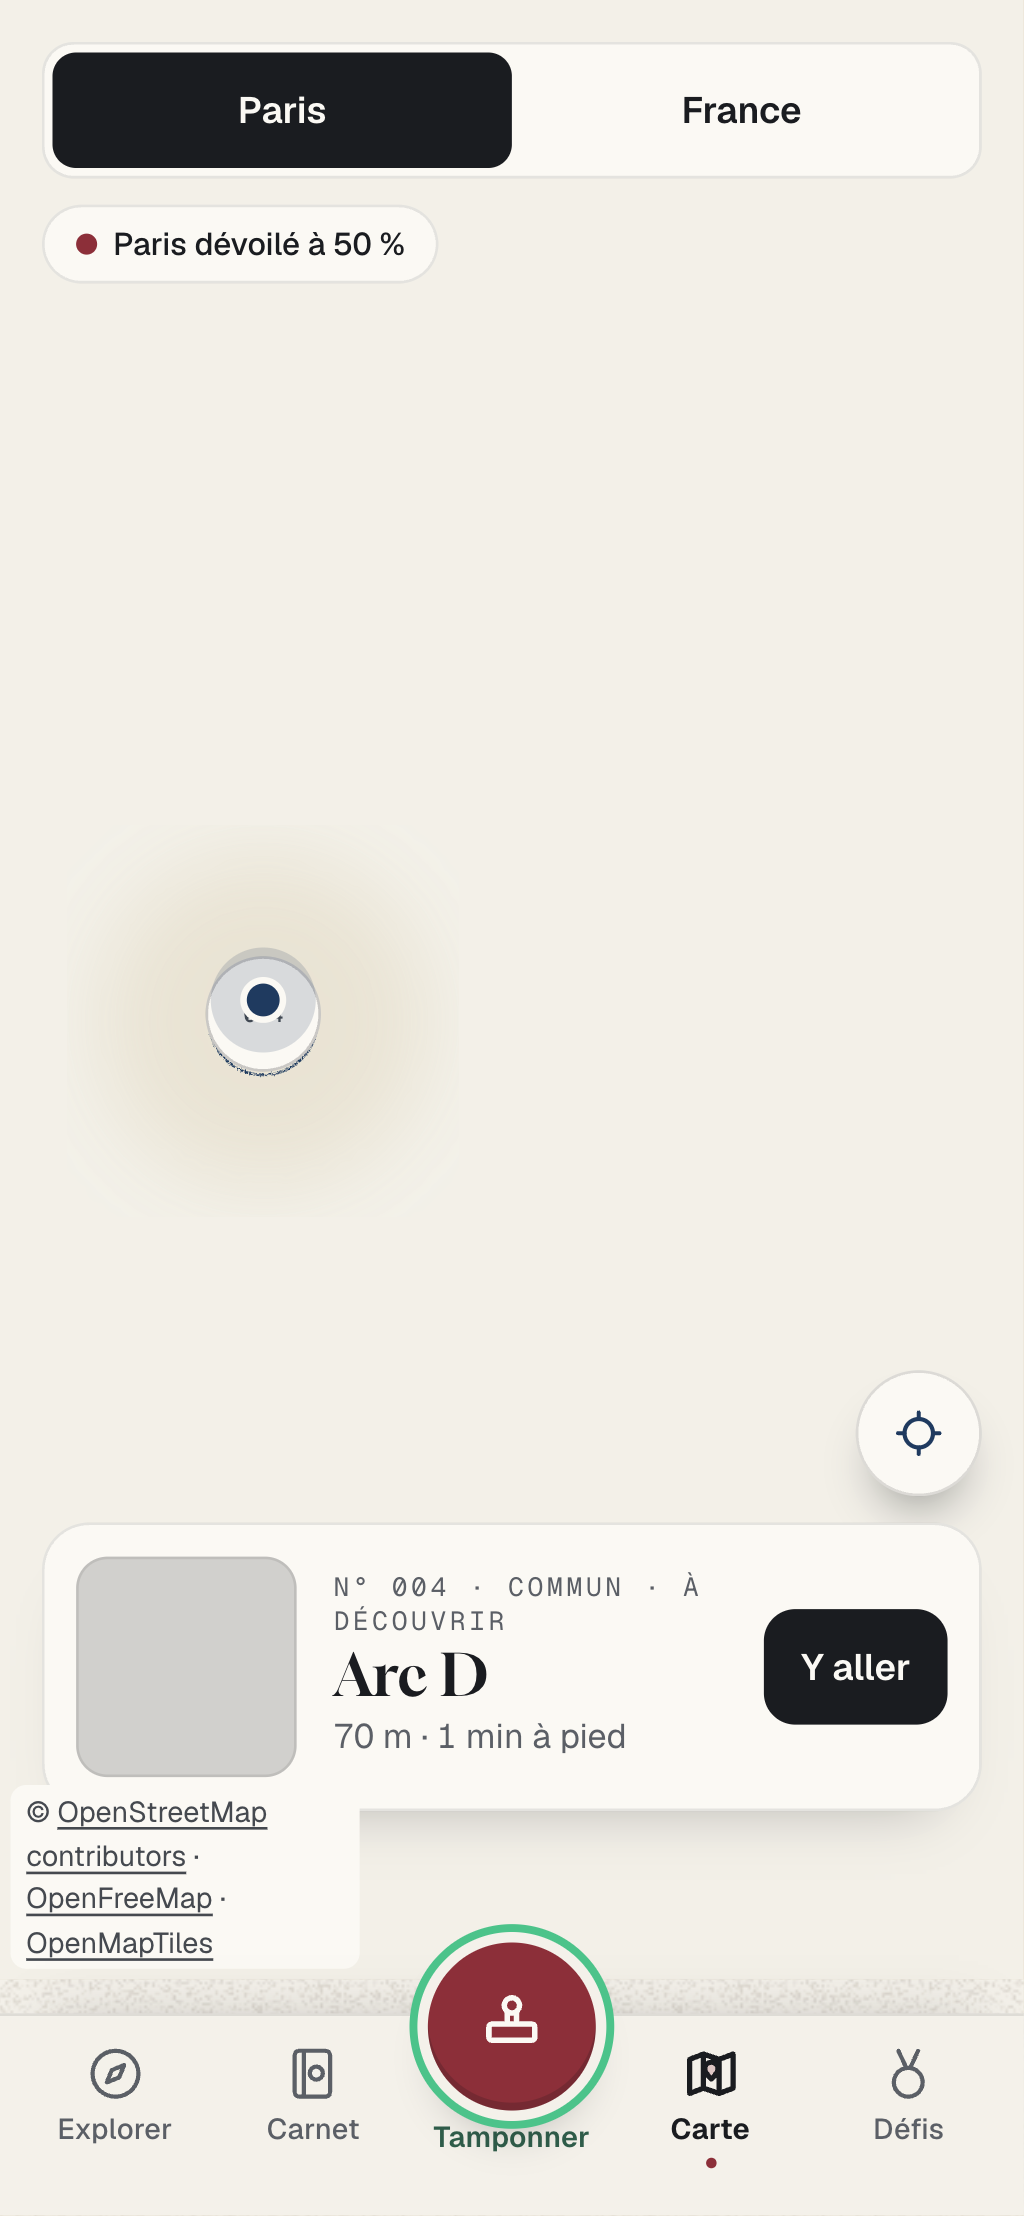 Paris
France
Paris dévoilé à 50 %
N° 004 · COMMUN · À
DÉCOUVRIR
Arc D
70 m · 1 min à pied
Y aller
© OpenStreetMap
contributors ·
OpenFreeMap ·
OpenMapTiles
Explorer
Carnet
Tamponner
Carte
Défis